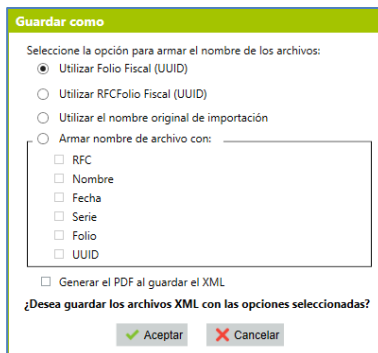 Guardar como
Seleccione la opción para armar el nombre de los archivos:
Utilizar Folio Fiscal (UUID)
Utilizar RFCFolio Fiscal (UUID)
Utilizar el nombre original de importación
Armar nombre de archivo con:
RFC
Nombre
Fecha
Serie
Folio
UUID
Generar el PDF al guardar el XML
¿Desea guardar los archivos XML con las opciones seleccionadas?
Aceptar
Cancelar